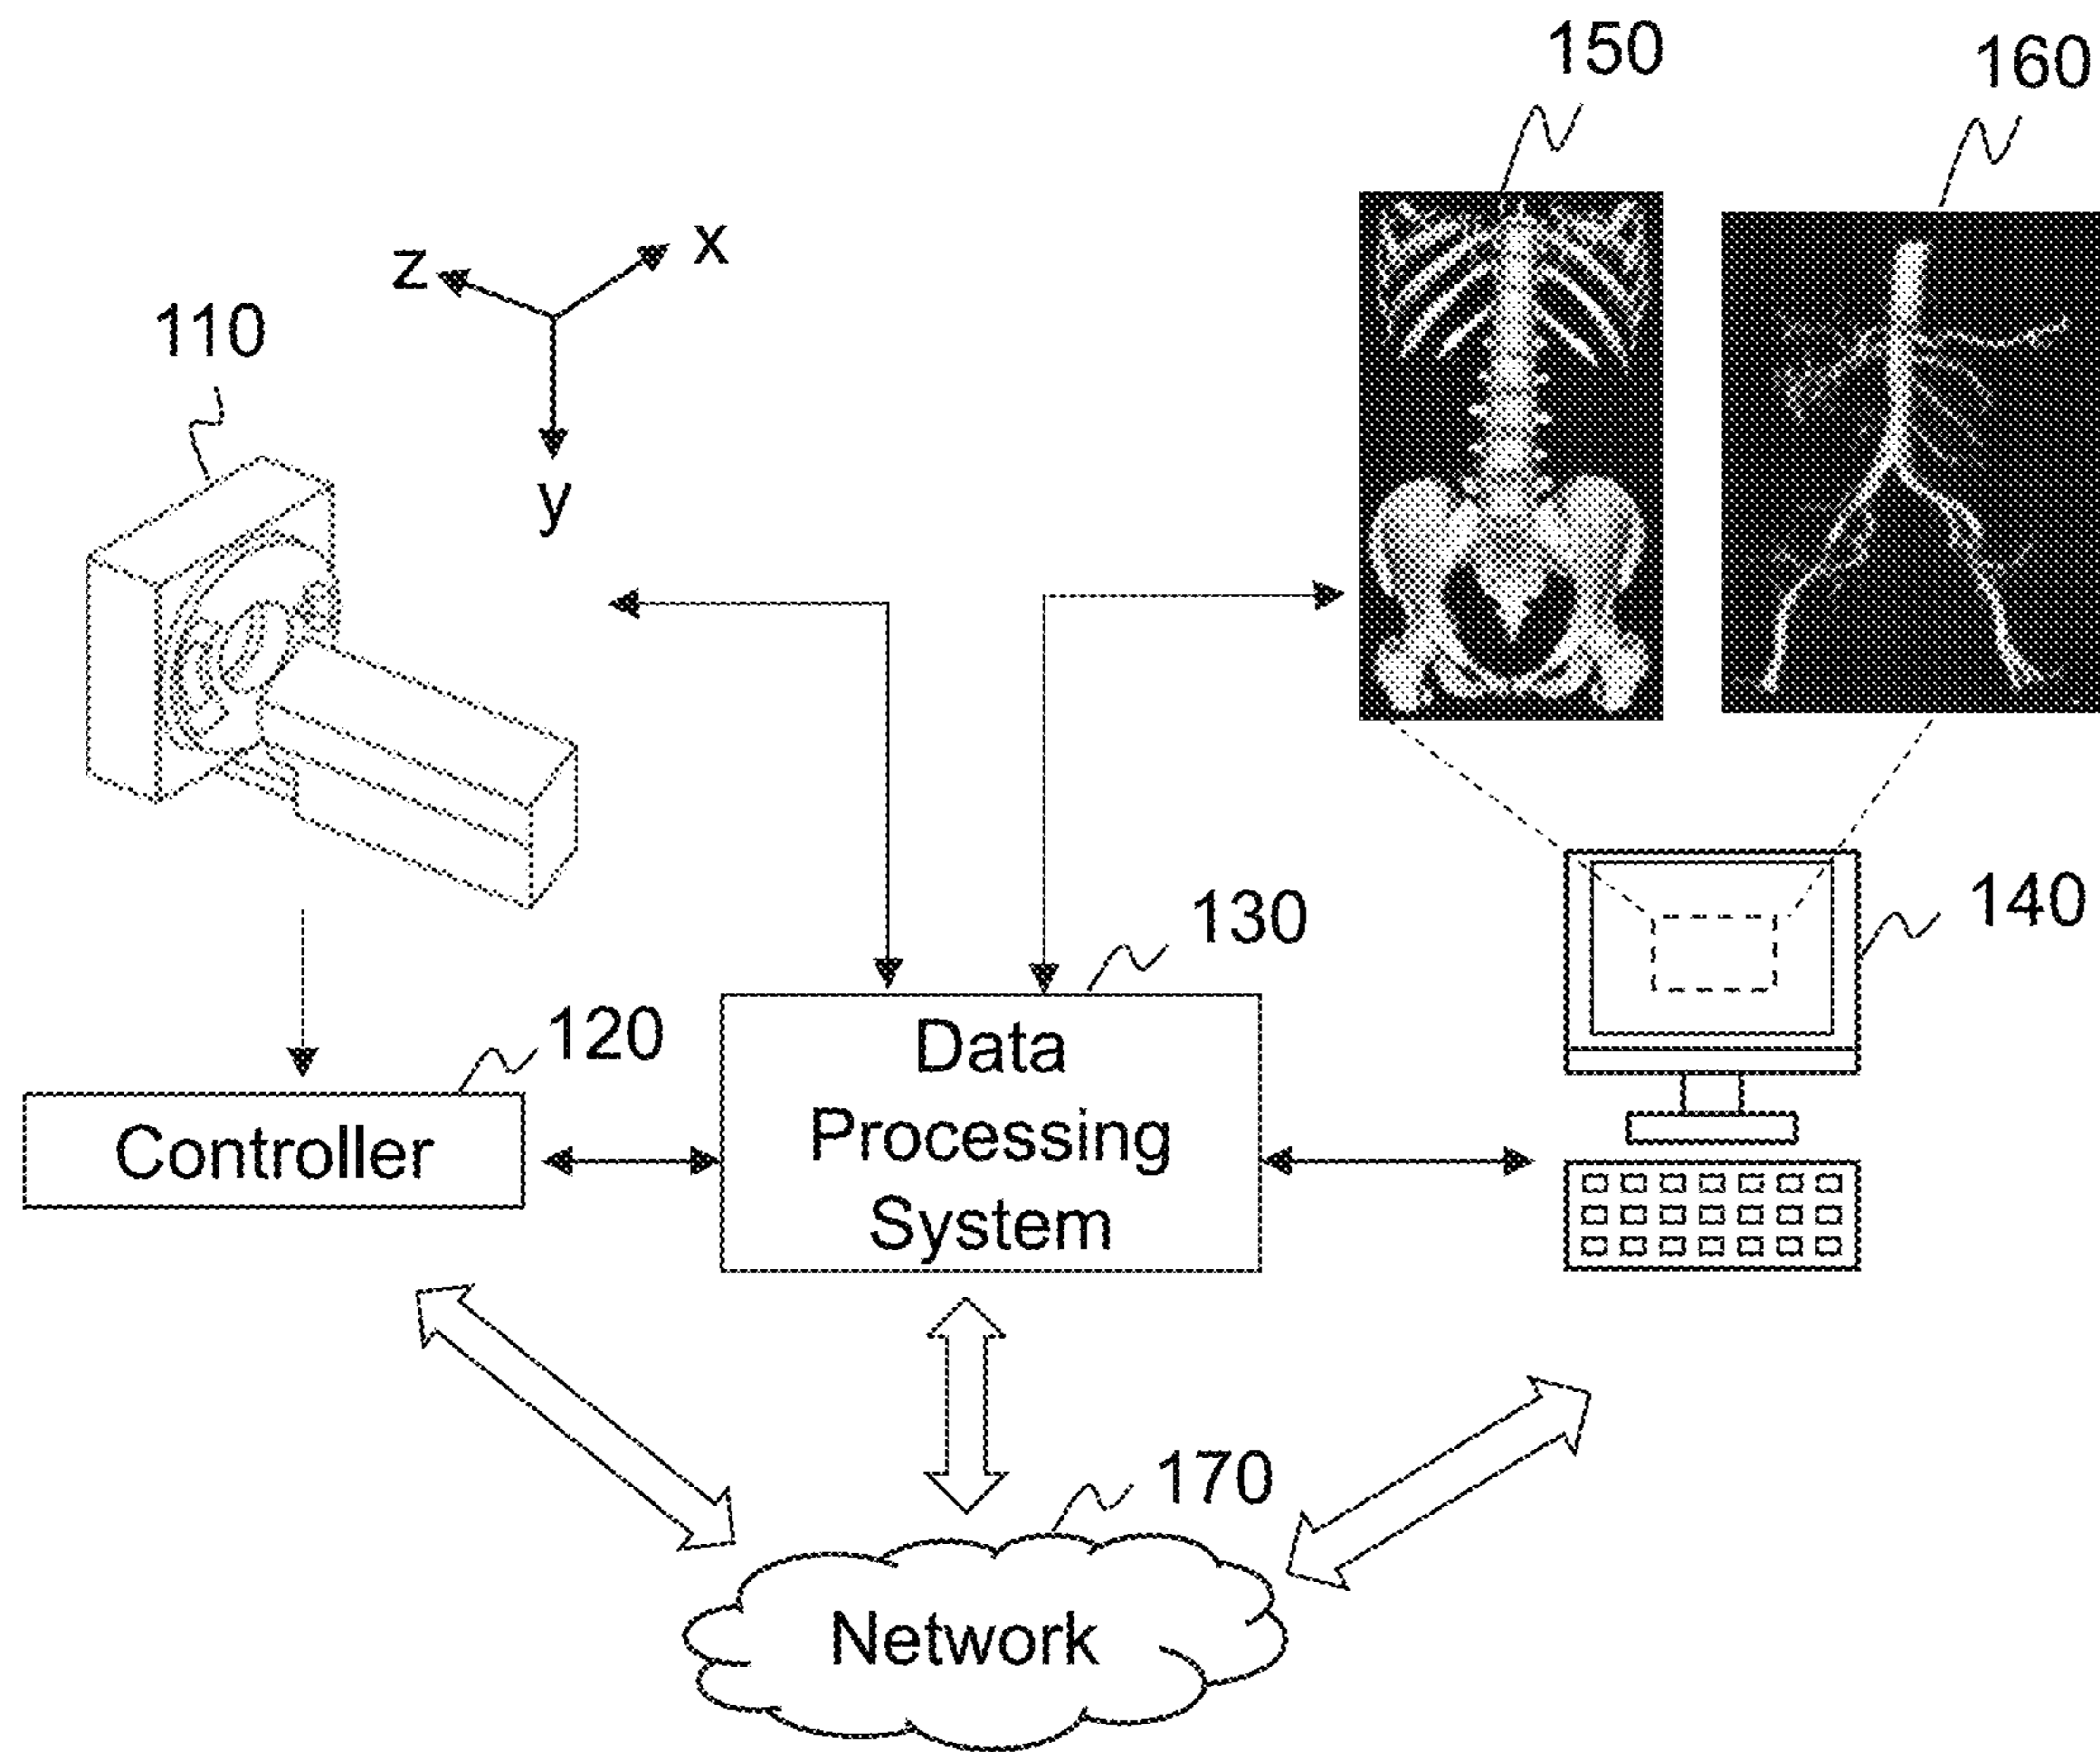 150
160
x
z
110
y
130
140
120
Data
Processing
System
Controller
170
Network